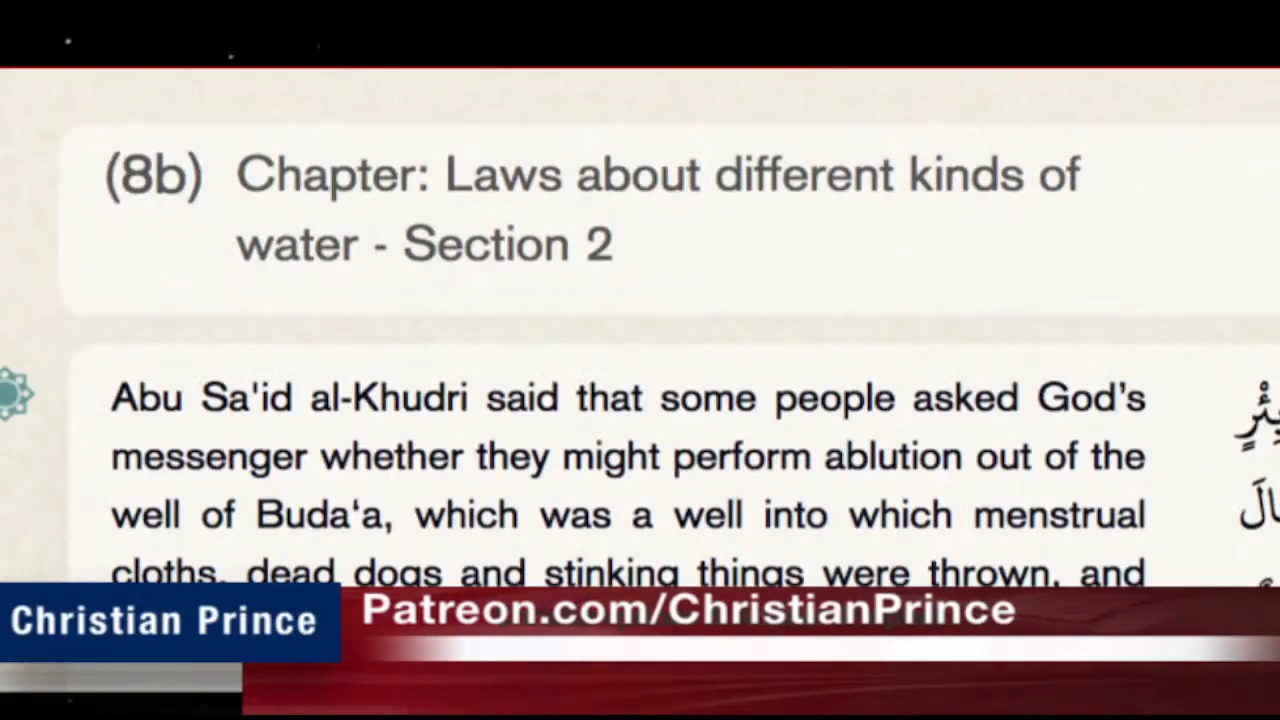 (8b) Chapter: Laws about different kinds of
water - Section 2
Abu Sa'id al-Khudri said that some people asked God's
messenger whether they might perform ablution out of the
well of Buda‘a, which was a well into which menstrual
cloths, dead dogs and stinking things were thrown, and
Christian Prince
Patreon.com/ChristianPrince